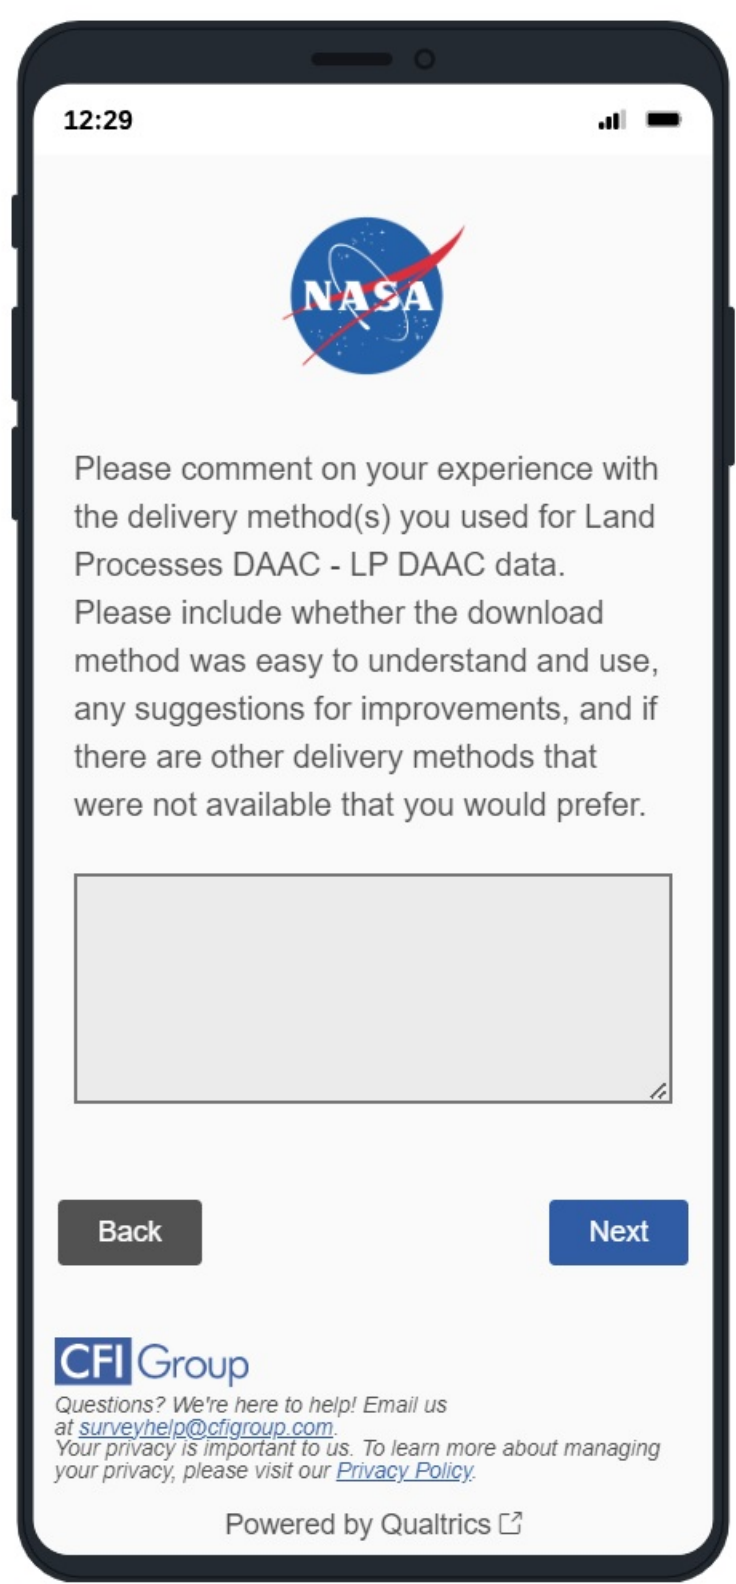 12:29
NASA
Please comment on your experience with
the delivery method(s) you used for Land
Processes DAAC - LP DAAC data.
Please include whether the download
method was easy to understand and use,
any suggestions for improvements, and if
there are other delivery methods that
were not available that you would prefer.
Back Next
CFI Group
Questions? We're here to help! Email us
at surveyhelp@cfigroup.com.
Your privacy is important to us. To learn more about managing
your privacy, please visit our Privacy Policy.
Powered by Qualtrics